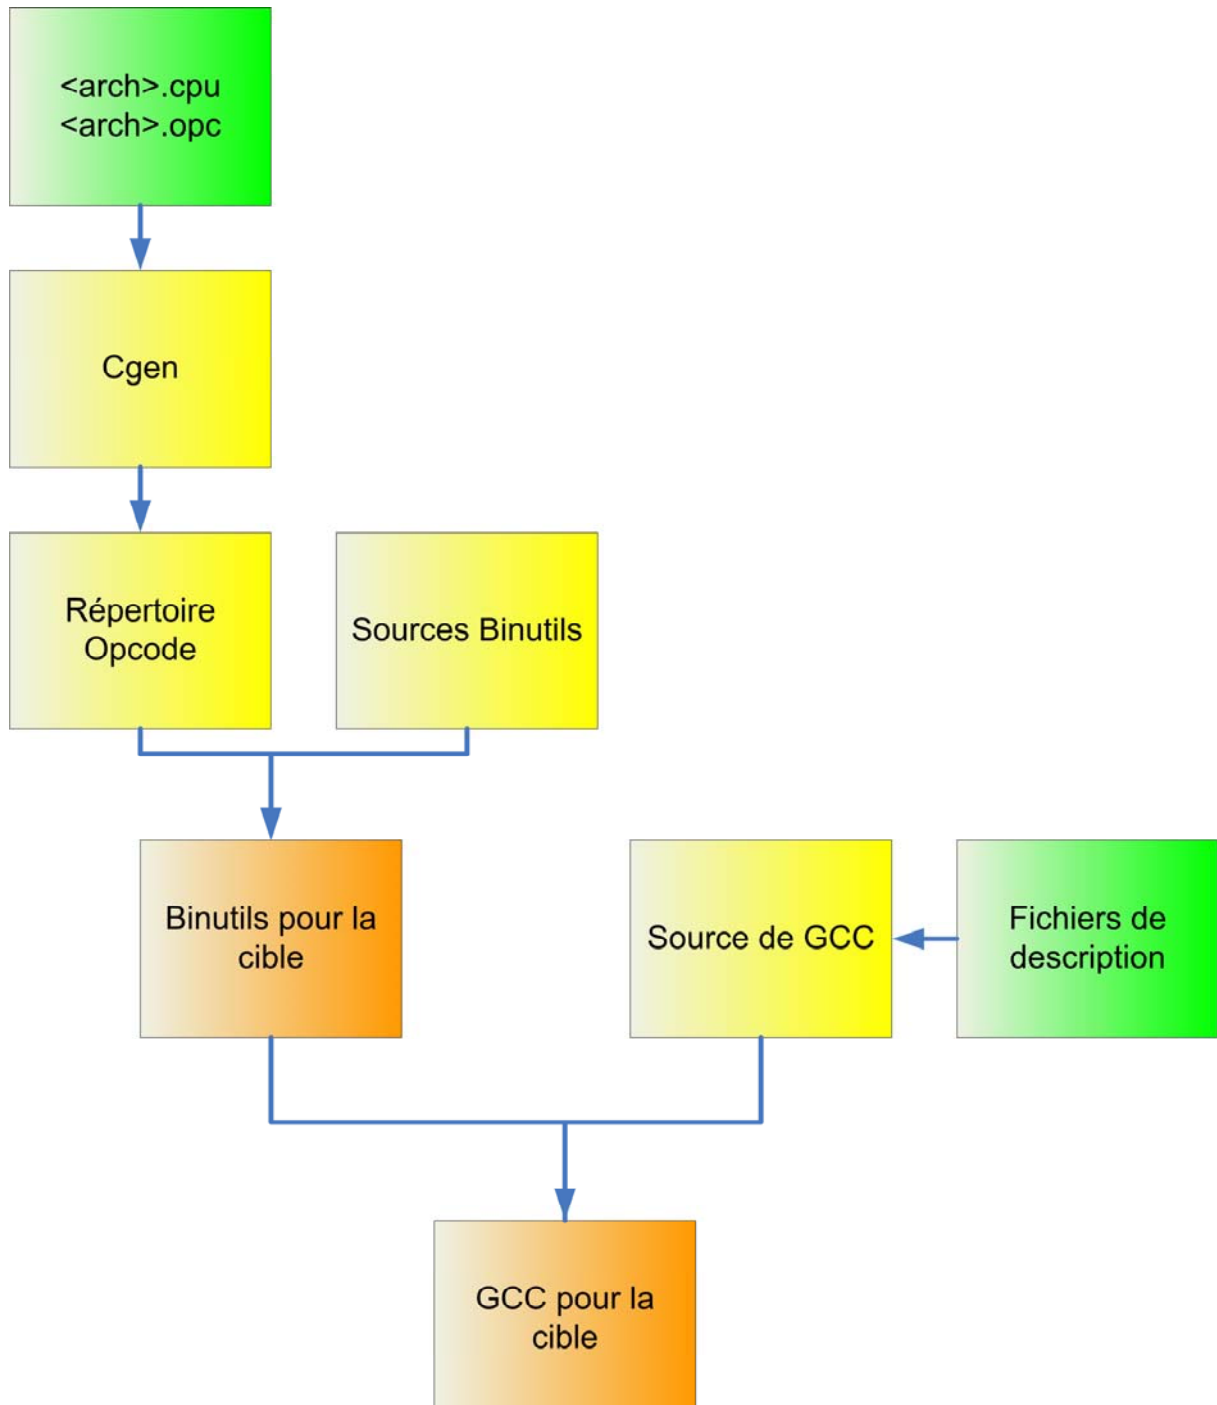 <arch>.cpu
<arch>.opc
Cgen
Répertoire
Opcode
Sources Binutils
Binutils pour la
cible
Source de GCC
Fichiers de
description
GCC pour la
cible